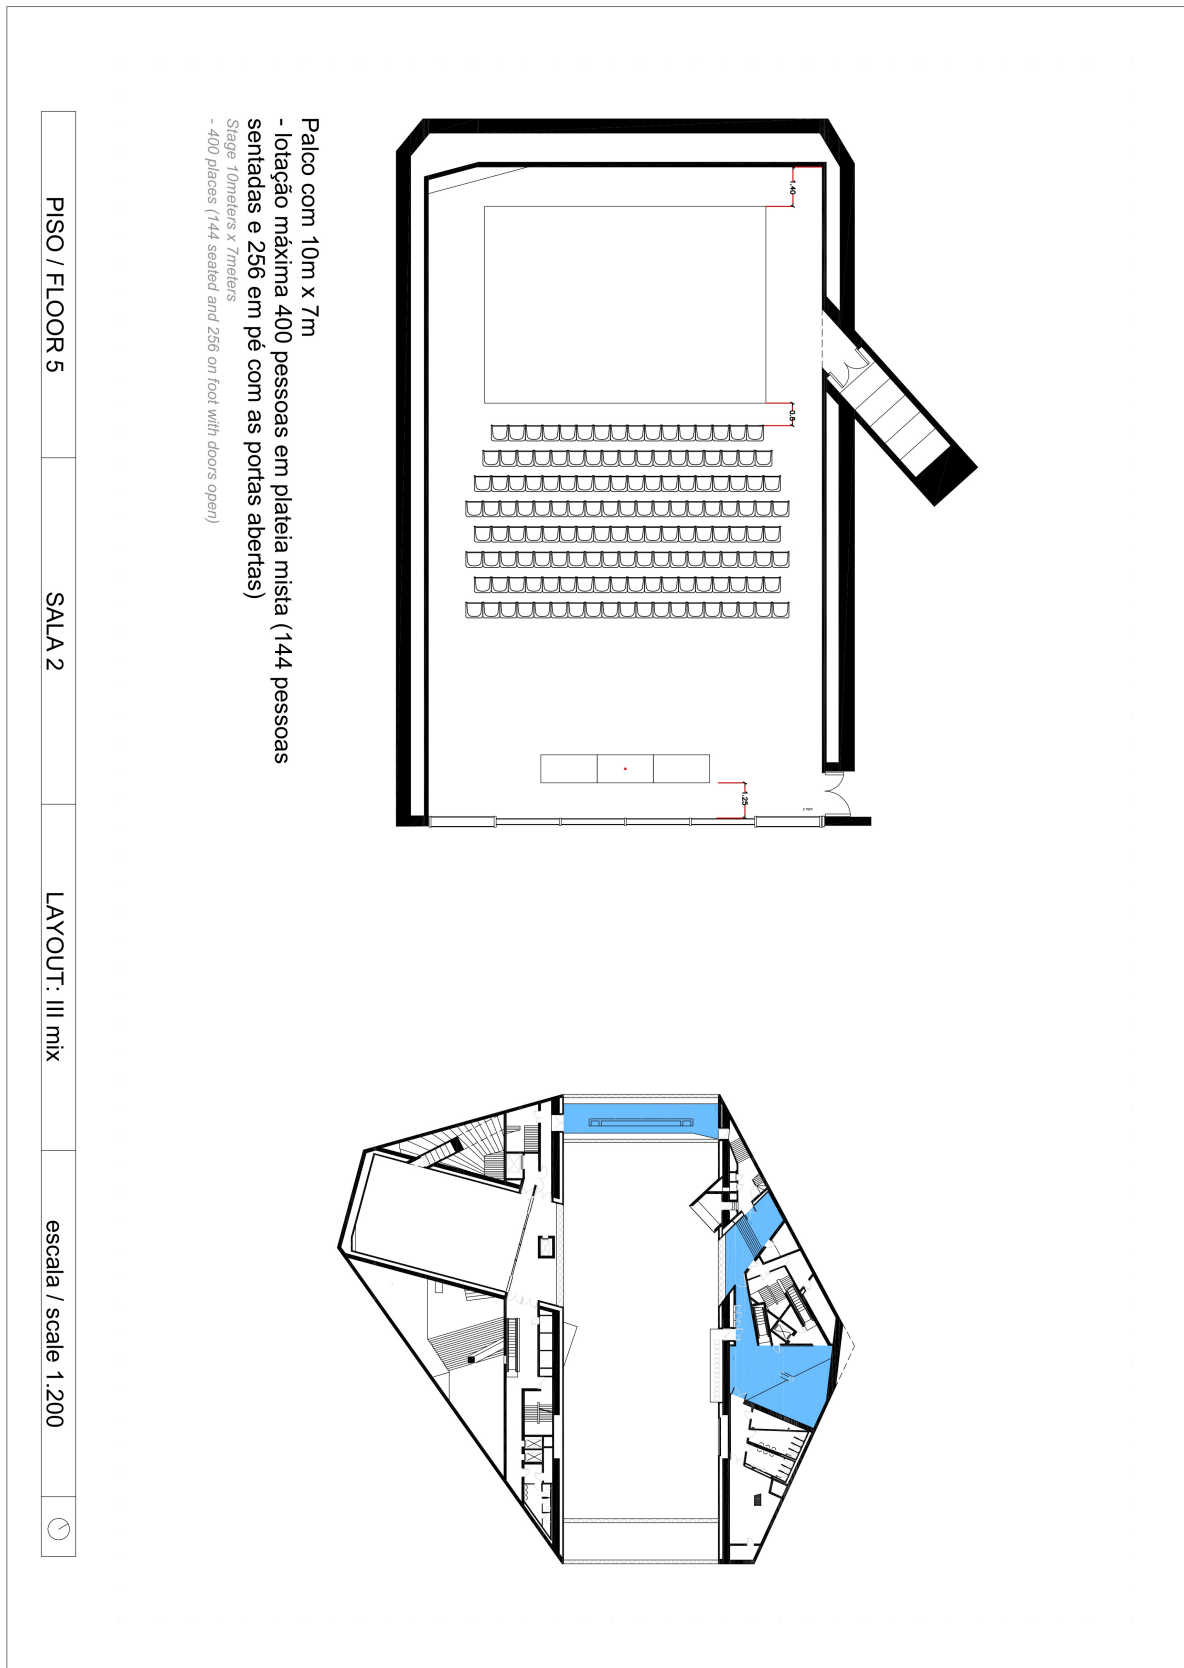 Palco com 10m x 7m
- lotação máxima 400 pessoas em plateia mista (144 pessoas
sentadas e 256 em pé com as portas abertas)
Stage 10meters x 7meters
- 400 places (144 seated and 256 on foot with doors open)
1.40
0.8
1.25
PISO / FLOOR 5
SALA 2
LAYOUT: III mix
escala / scale 1.200